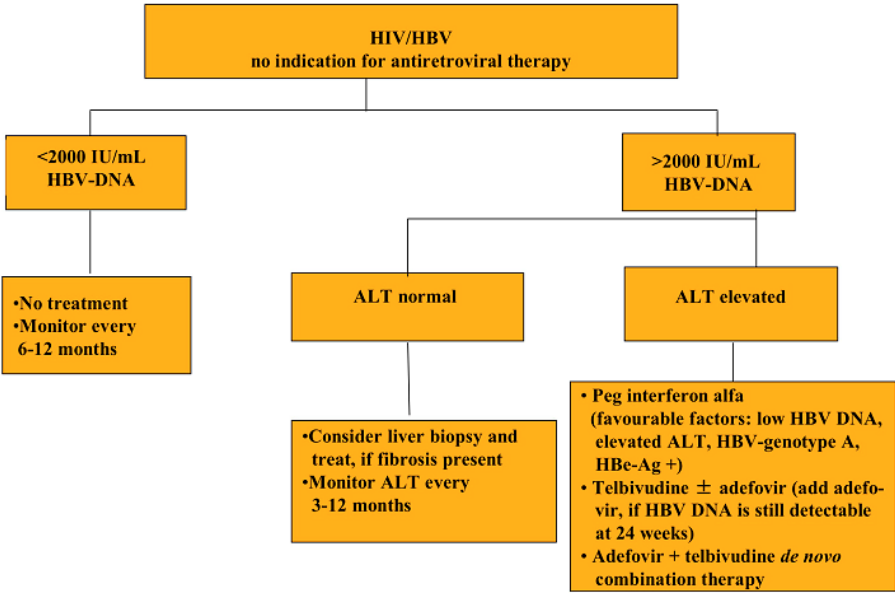 HIV/HBV
no indication for antiretroviral therapy
<2000 IU/mL
HBV-DNA
>2000 IU/mL
HBV-DNA
•No treatment
•Monitor every
6-12 months
ALT normal
ALT elevated
•Consider liver biopsy and
treat, if fibrosis present
•Monitor ALT every
3-12 months
• Peg interferon alfa
(favourable factors: low HBV DNA,
elevated ALT, HBV-genotype A,
HBe-Ag +)
• Telbivudine ± adefovir (add adefo-
vir, if HBV DNA is still detectable
at 24 weeks)
• Adefovir + telbivudine de novo
combination therapy